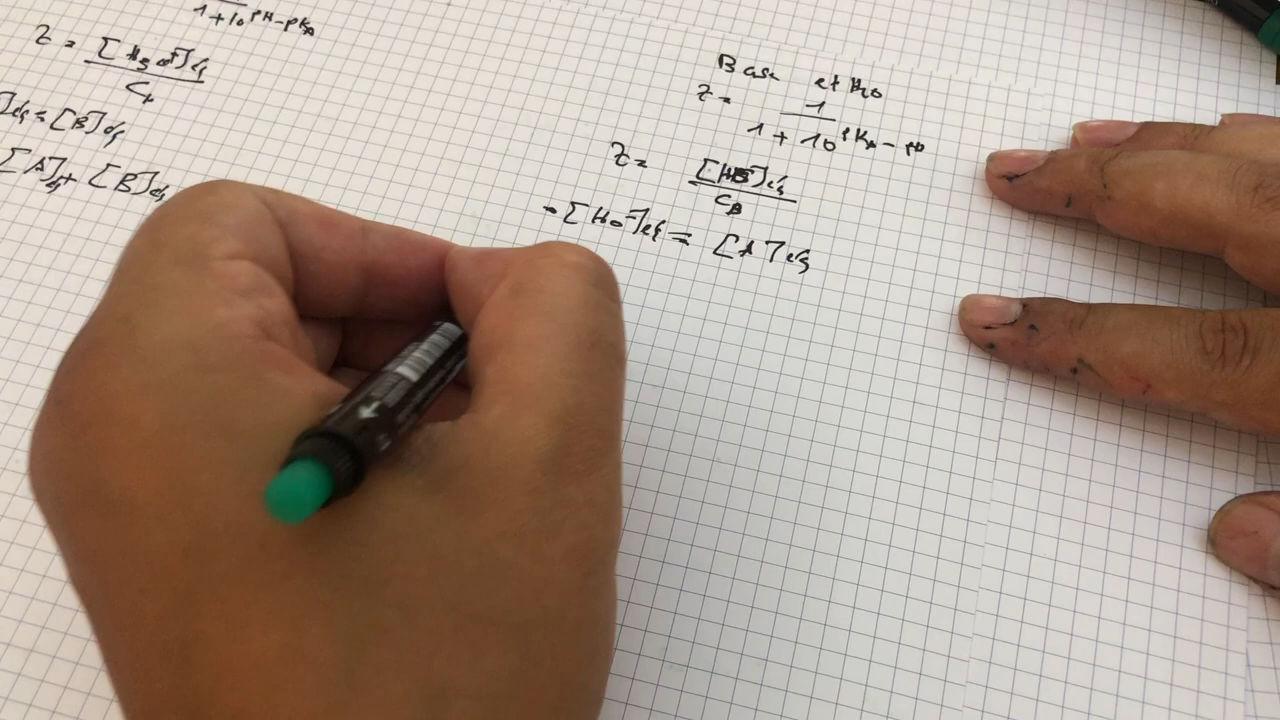 1+10^pH-pKa
τ = [H3O+]éq / CA
]éq = [B]éq
[A]éq + [B]éq
Base et H2O
τ = 1 / 1 + 10^pKa - pH
τ = [HO-]éq / CB
- [HO-]éq = [A]éq